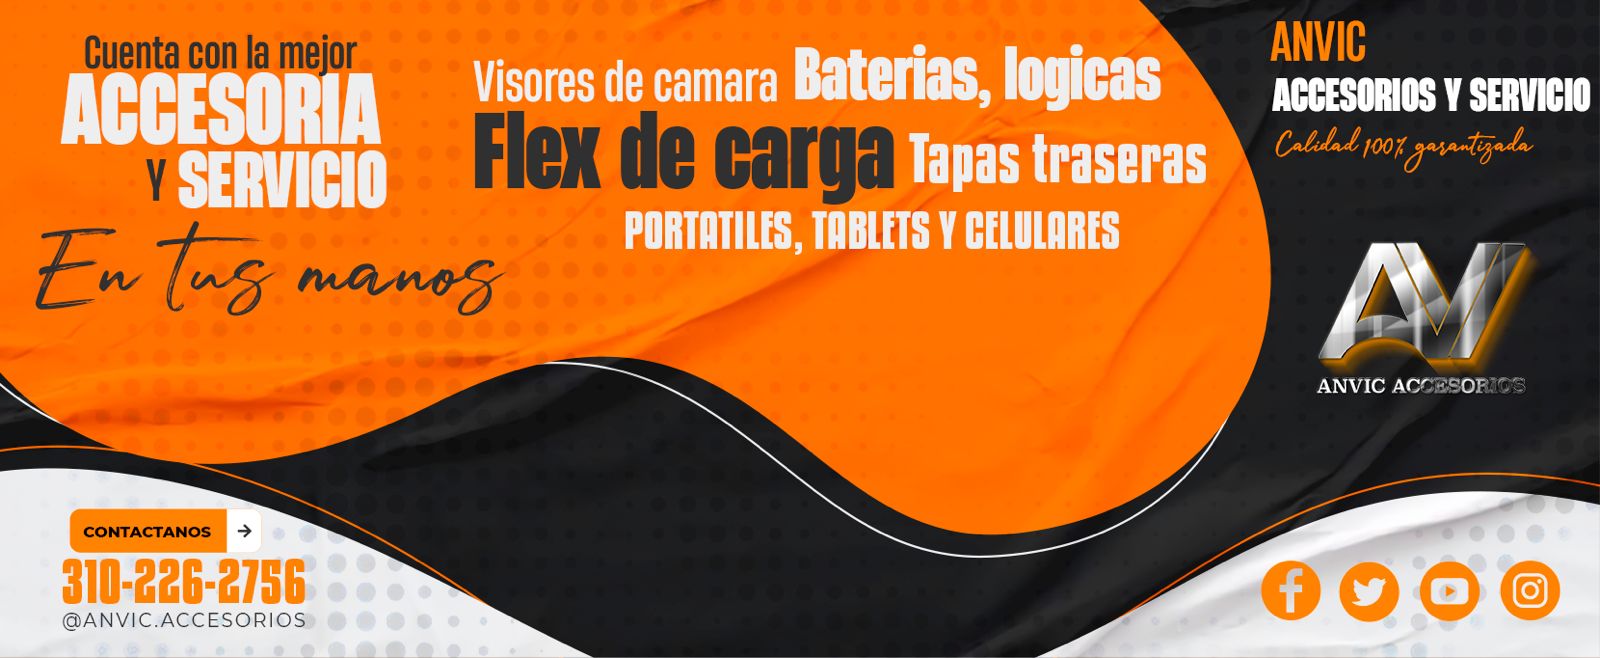 Cuenta con la mejor
ACCESORIA
Y SERVICIO
En tus manos
Visores de camara Baterias, logicas
Flex de carga Tapas traseras
PORTATILES, TABLETS Y CELULARES
ANVIC
ACCESORIOS Y SERVICIO
Calidad 100% garantizada
AV
ANVIC ACCESORIOS
CONTACTANOS
310-226-2756
@ANVIC.ACCESORIOS